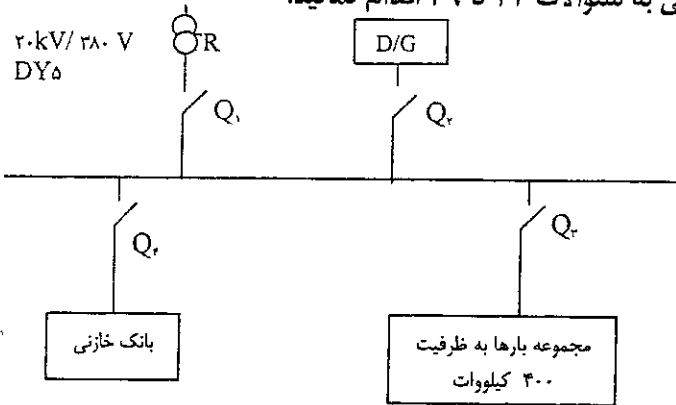 ۲۰kV/ ۳۸۰ V
DY۵
R
D/G
Q۱
Q۲
Q۴
Q۳
بانک خازنی
مجموعه بارها به ظرفیت
۴۰۰ کیلووات